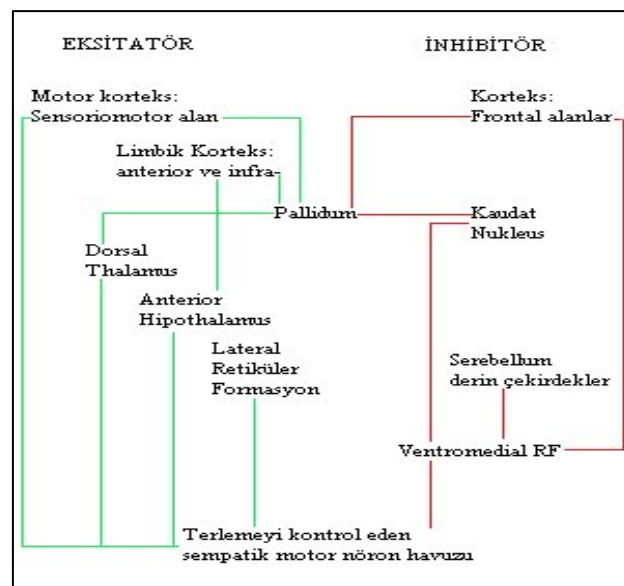 EKSİTATÖR
İNHİBİTÖR
Motor korteks:
Sensoriomotor alan
Korteks:
Frontal alanlar
Limbik Korteks:
anterior ve infra-
Pallidum
Kaudat
Nukleus
Dorsal
Thalamus
Anterior
Hipothalamus
Lateral
Retiküler
Formasyon
Serebellum
derin çekirdekler
Ventromedial RF
Terlemeyi kontrol eden
sempatik motor nöron havuzu